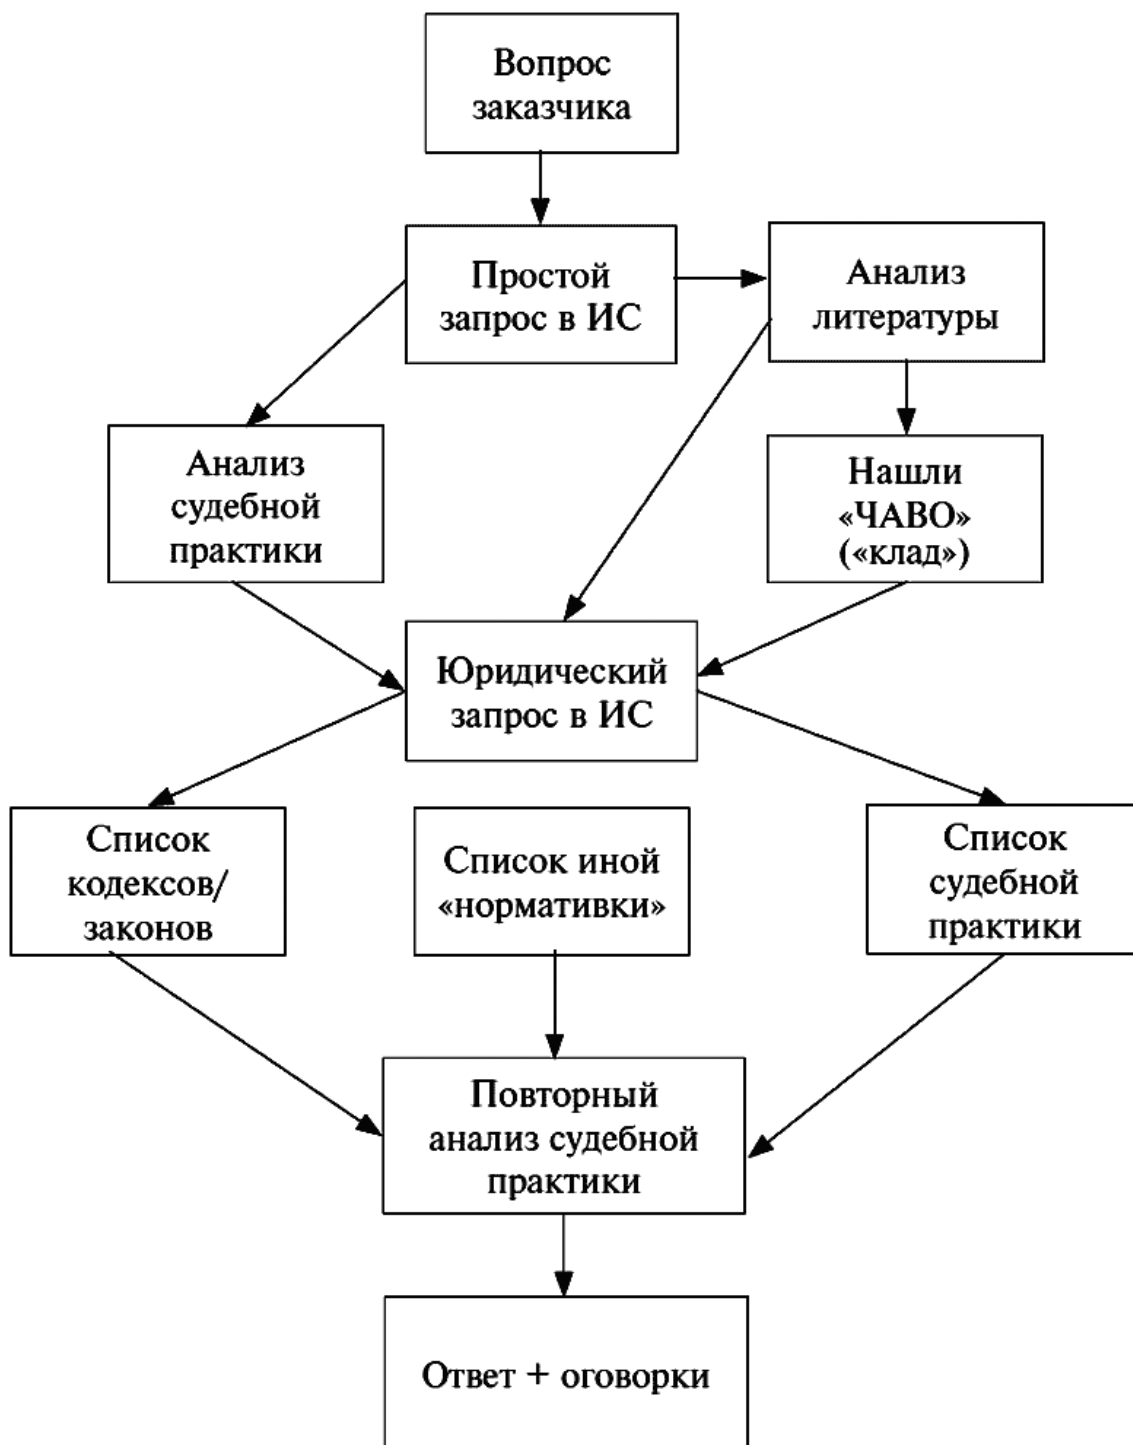 Вопрос
заказчика
Простой
запрос в ИС
Анализ
литературы
Анализ
судебной
практики
Нашли
«ЧАВО»
(«клад»)
Юридический
запрос в ИС
Список
кодексов/
законов
Список иной
«нормативки»
Список
судебной
практики
Повторный
анализ судебной
практики
Ответ + оговорки